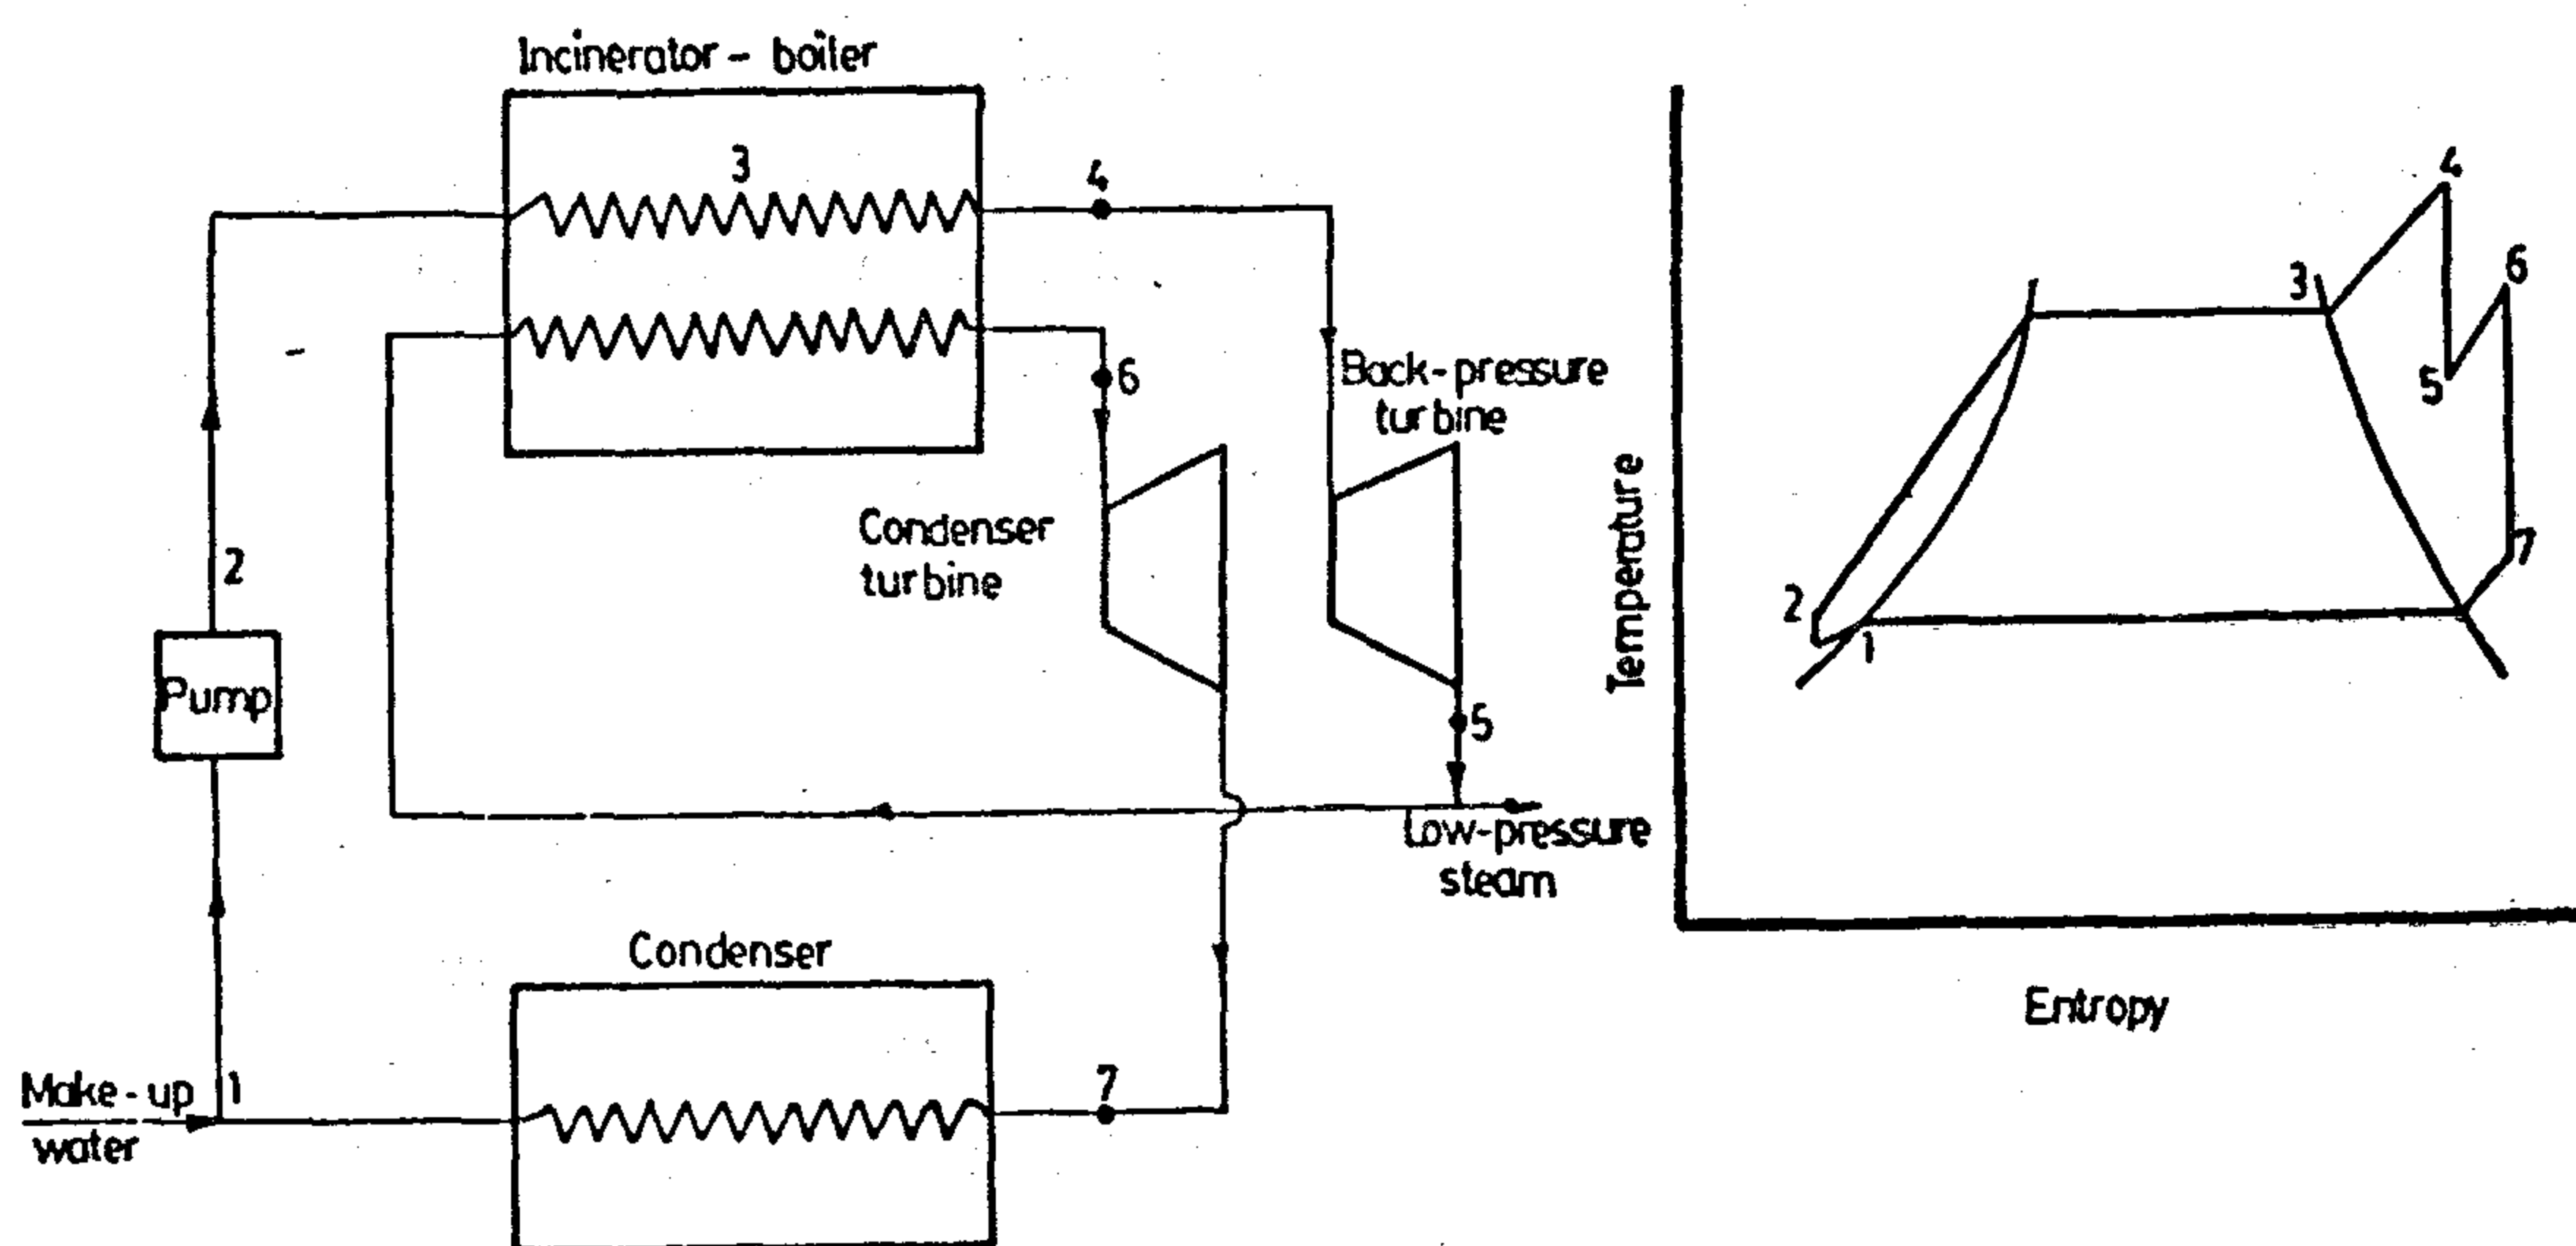 Incinerator - boiler
3
4
6
Back-pressure
turbine
Condenser
turbine
2
Pump
5
Low-pressure
steam
Condenser
7
Make-up
water
1
Temperature
4
3
6
5
7
2
1
Entropy